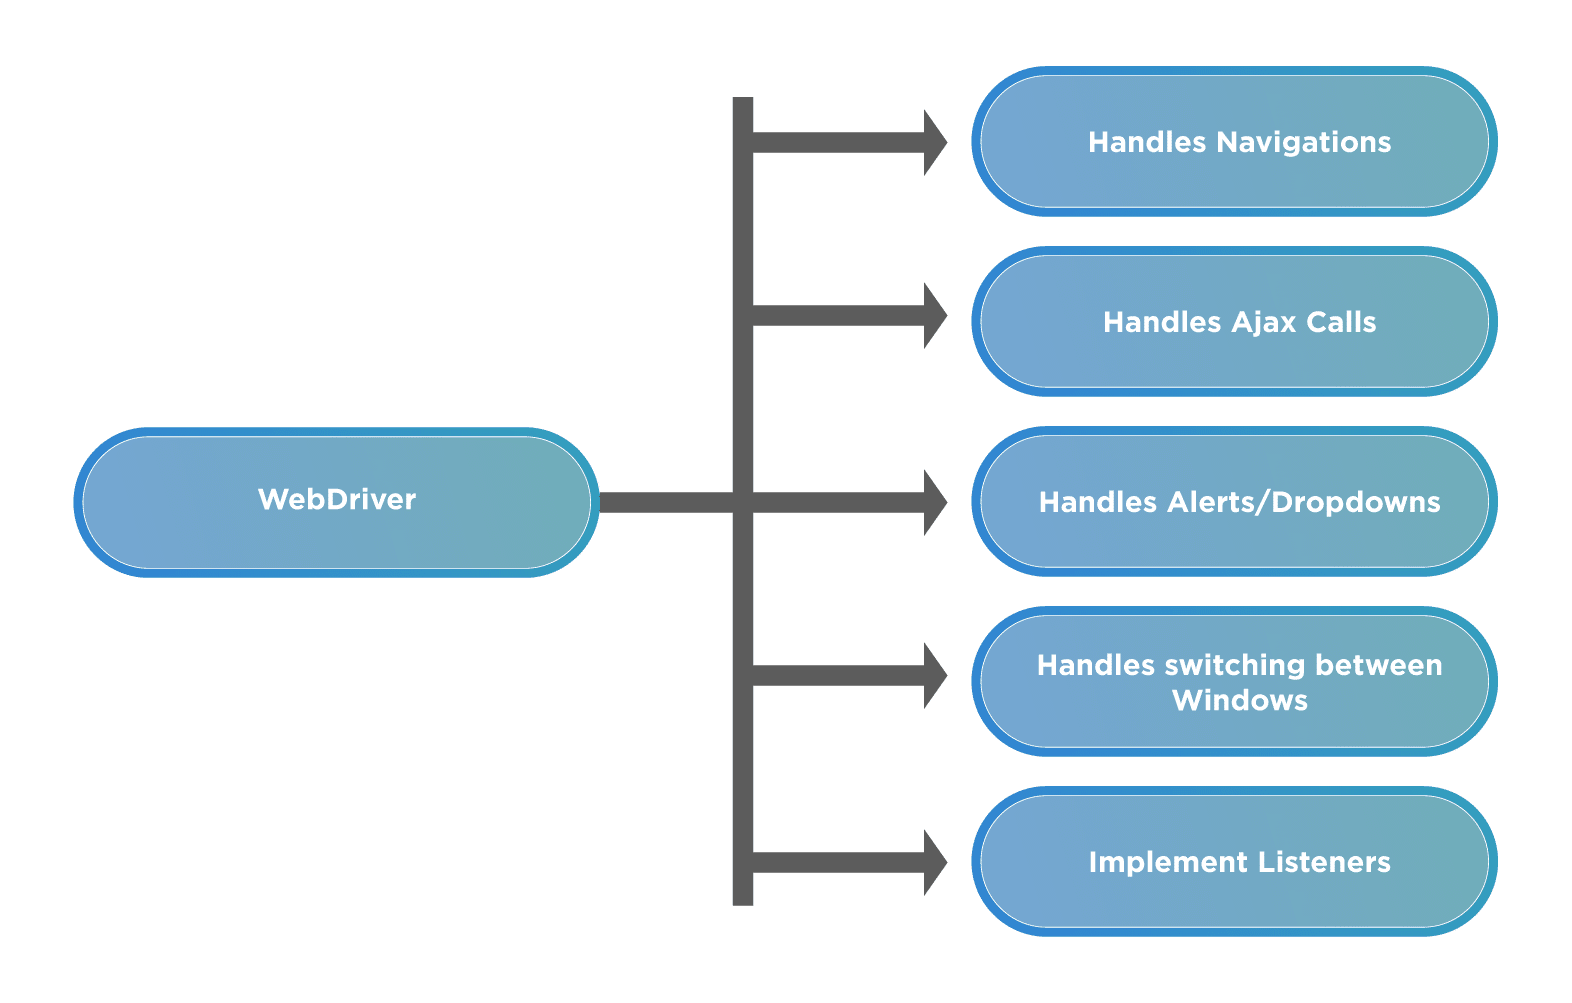 Handles Navigations
Handles Ajax Calls
WebDriver
Handles Alerts/Dropdowns
Handles switching between
Windows
Implement Listeners